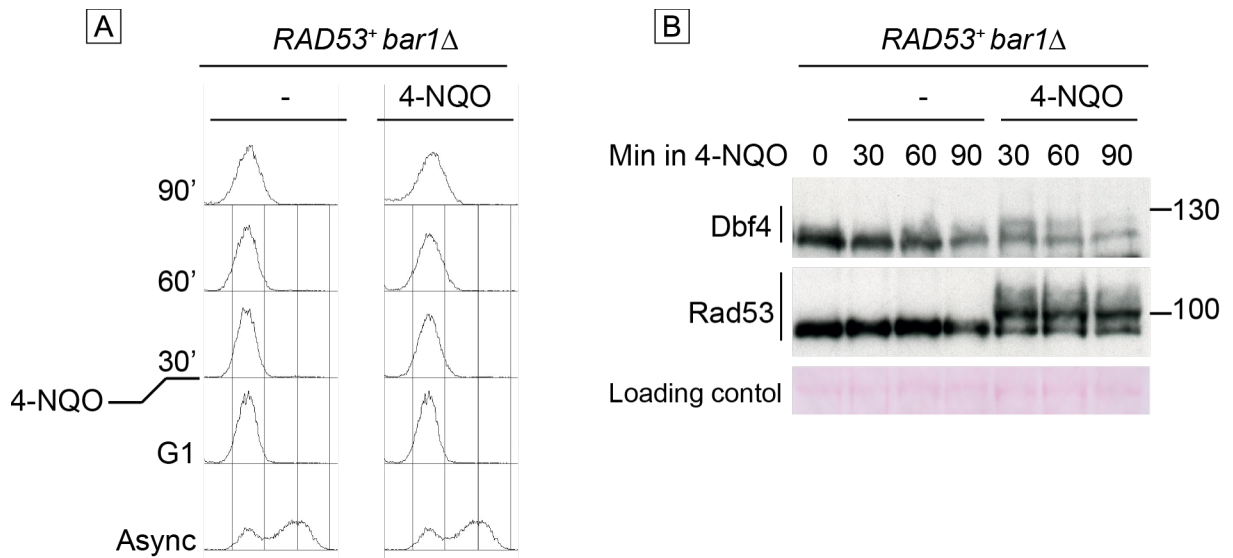 A
RAD53⁺ bar1Δ
- 4-NQO
90’
60’
30’
4-NQO
G1
Async
B
RAD53⁺ bar1Δ
- 4-NQO
Min in 4-NQO 0 30 60 90 30 60 90
Dbf4 130
Rad53 100
Loading contol